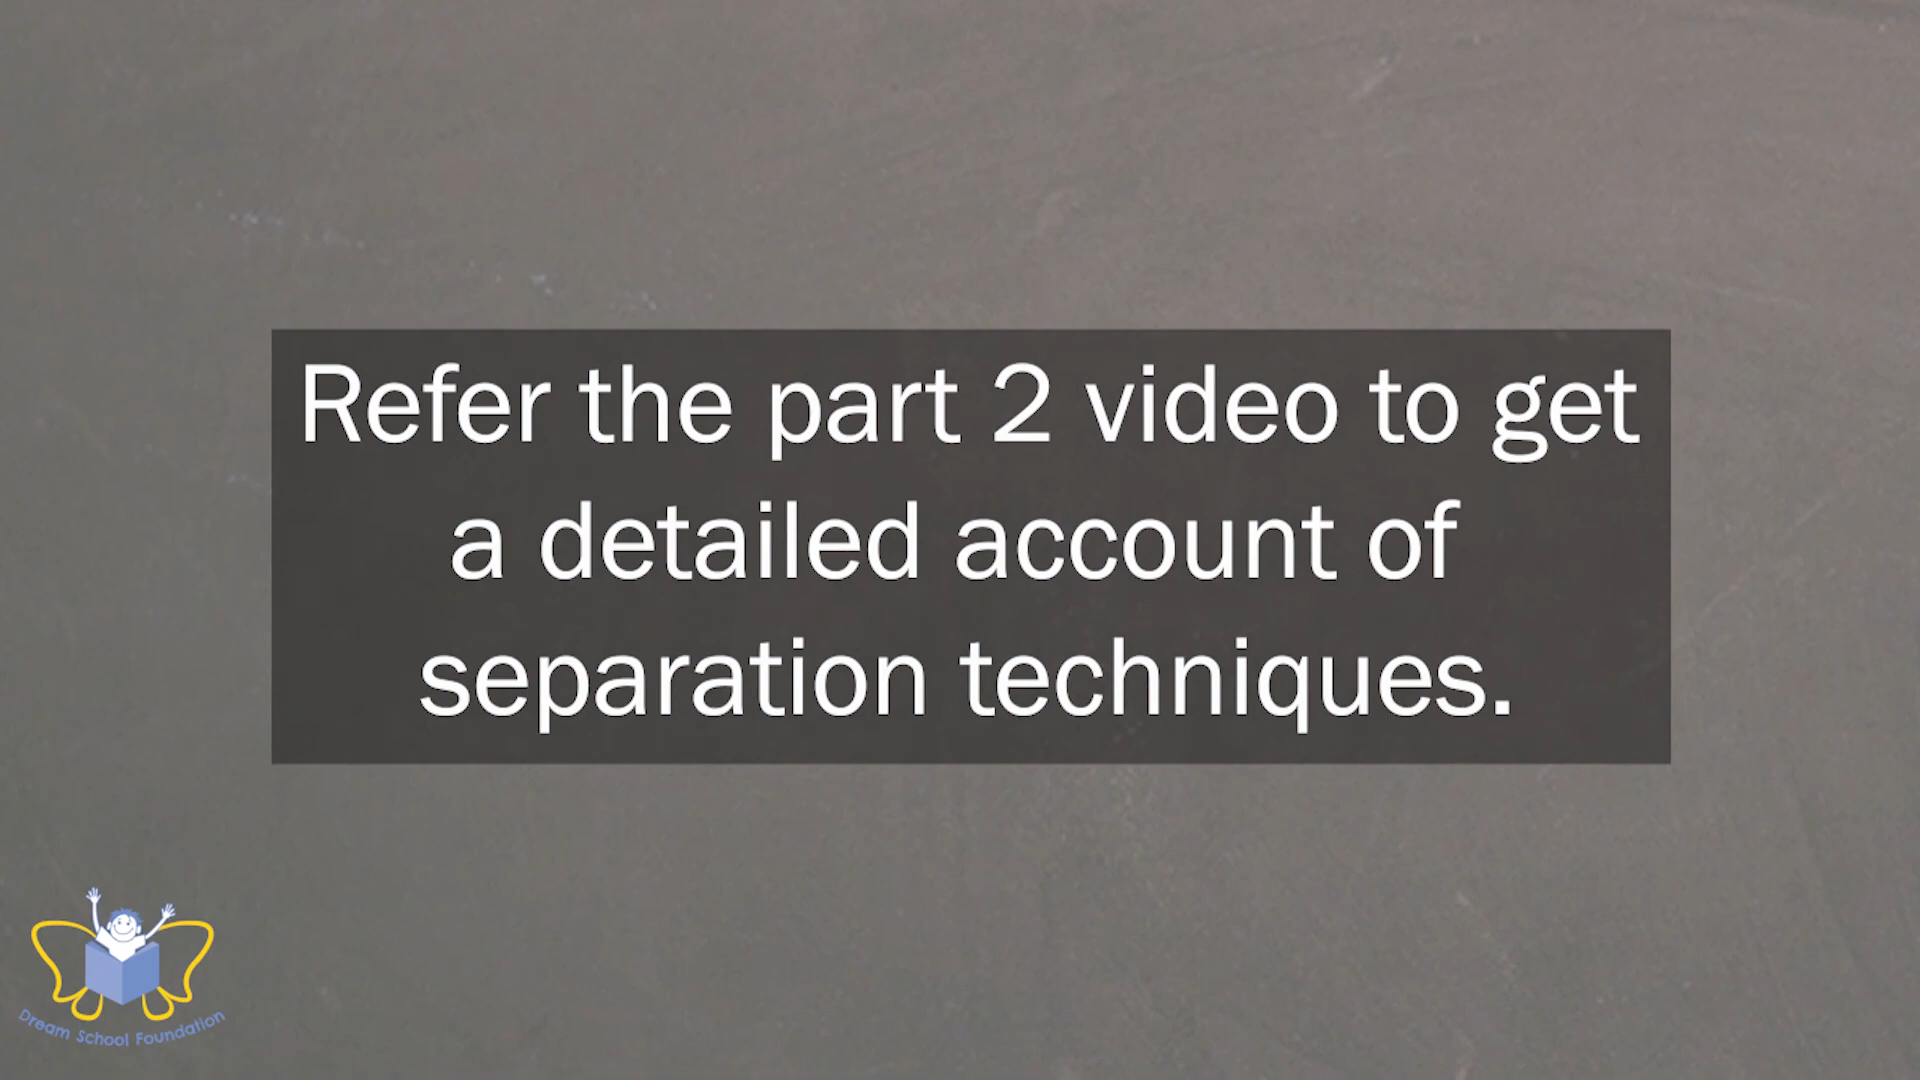 Refer the part 2 video to get
a detailed account of
separation techniques.
Dream School Foundation